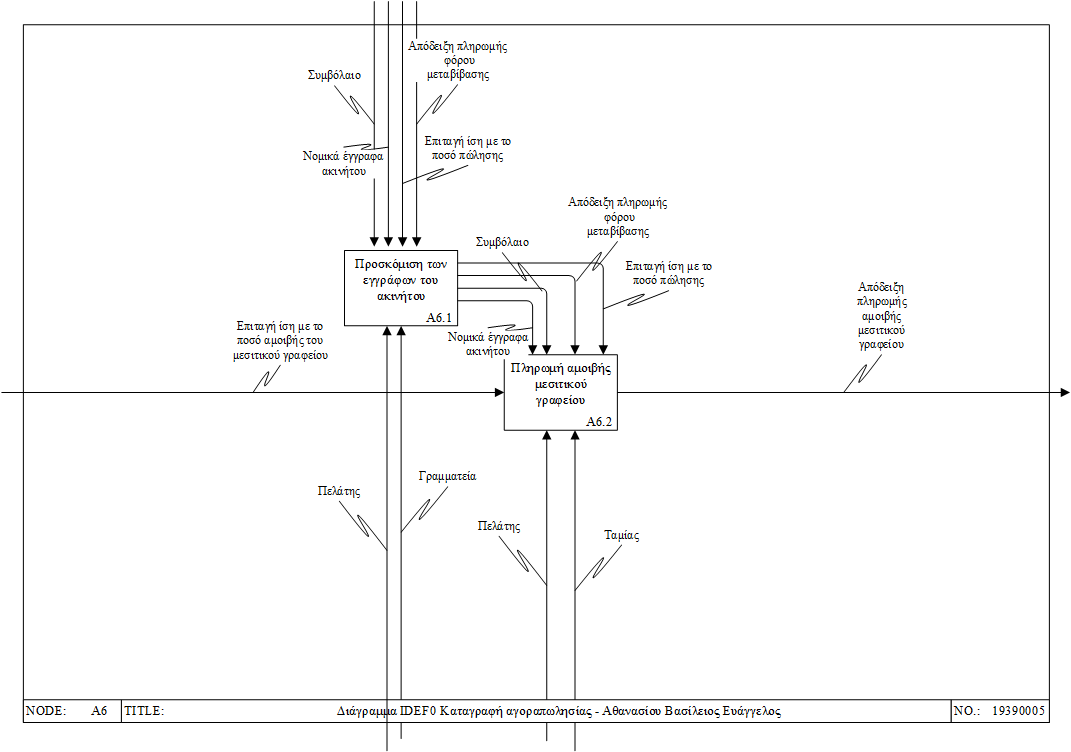 Απόδειξη πληρωμής
φόρου
μεταβίβασης
Συμβόλαιο
Επιταγή ίση με το
ποσό πώλησης
Νομικά έγγραφα
ακινήτου
Απόδειξη πληρωμής
φόρου
μεταβίβασης
Συμβόλαιο
Επιταγή ίση με το
ποσό πώλησης
Προσκόμιση των
εγγράφων του
ακινήτου
A6.1
Νομικά έγγραφα
ακινήτου
Επιταγή ίση με το
ποσό αμοιβής του
μεσιτικού γραφείου
Απόδειξη
πληρωμής
αμοιβής
μεσιτικού
γραφείου
Πληρωμή αμοιβής
μεσιτικού
γραφείου
A6.2
Πελάτης
Γραμματεία
Πελάτης
Ταμίας
NODE: A6 TITLE: Διάγραμμα IDEF0 Καταγραφή αγοραπωλησίας - Αθανασίου Βασίλειος Ευάγγελος NO.: 19390005